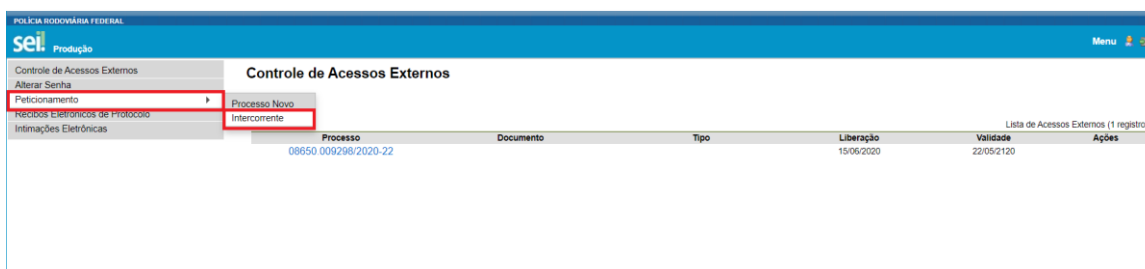 POLÍCIA RODOVIÁRIA FEDERAL
sei! Produção
Menu
Controle de Acessos Externos
Alterar Senha
Peticionamento
Recibos Eletrônicos de Protocolo
Intimações Eletrônicas
Controle de Acessos Externos
Processo Novo
Intercorrente
Lista de Acessos Externos (1 registro
Processo Documento Tipo Liberação Validade Ações
08650.009298/2020-22 15/06/2020 22/05/2120